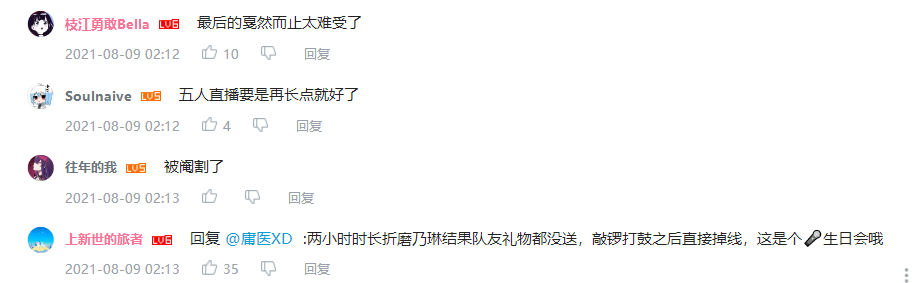 枝江勇敢Bella LV6 最后的戛然而止太难受了
2021-08-09 02:12 10 回复
Soulnaive LV5 五人直播要是再长点就好了
2021-08-09 02:12 4 回复
往年的我 LV5 被阉割了
2021-08-09 02:13 回复
上新世的旅者 LV6 回复 @庸医XD :两小时时长折磨乃琳结果队友礼物都没送，敲锣打鼓之后直接掉线，这是个🎤生日会哦
2021-08-09 02:13 35 回复